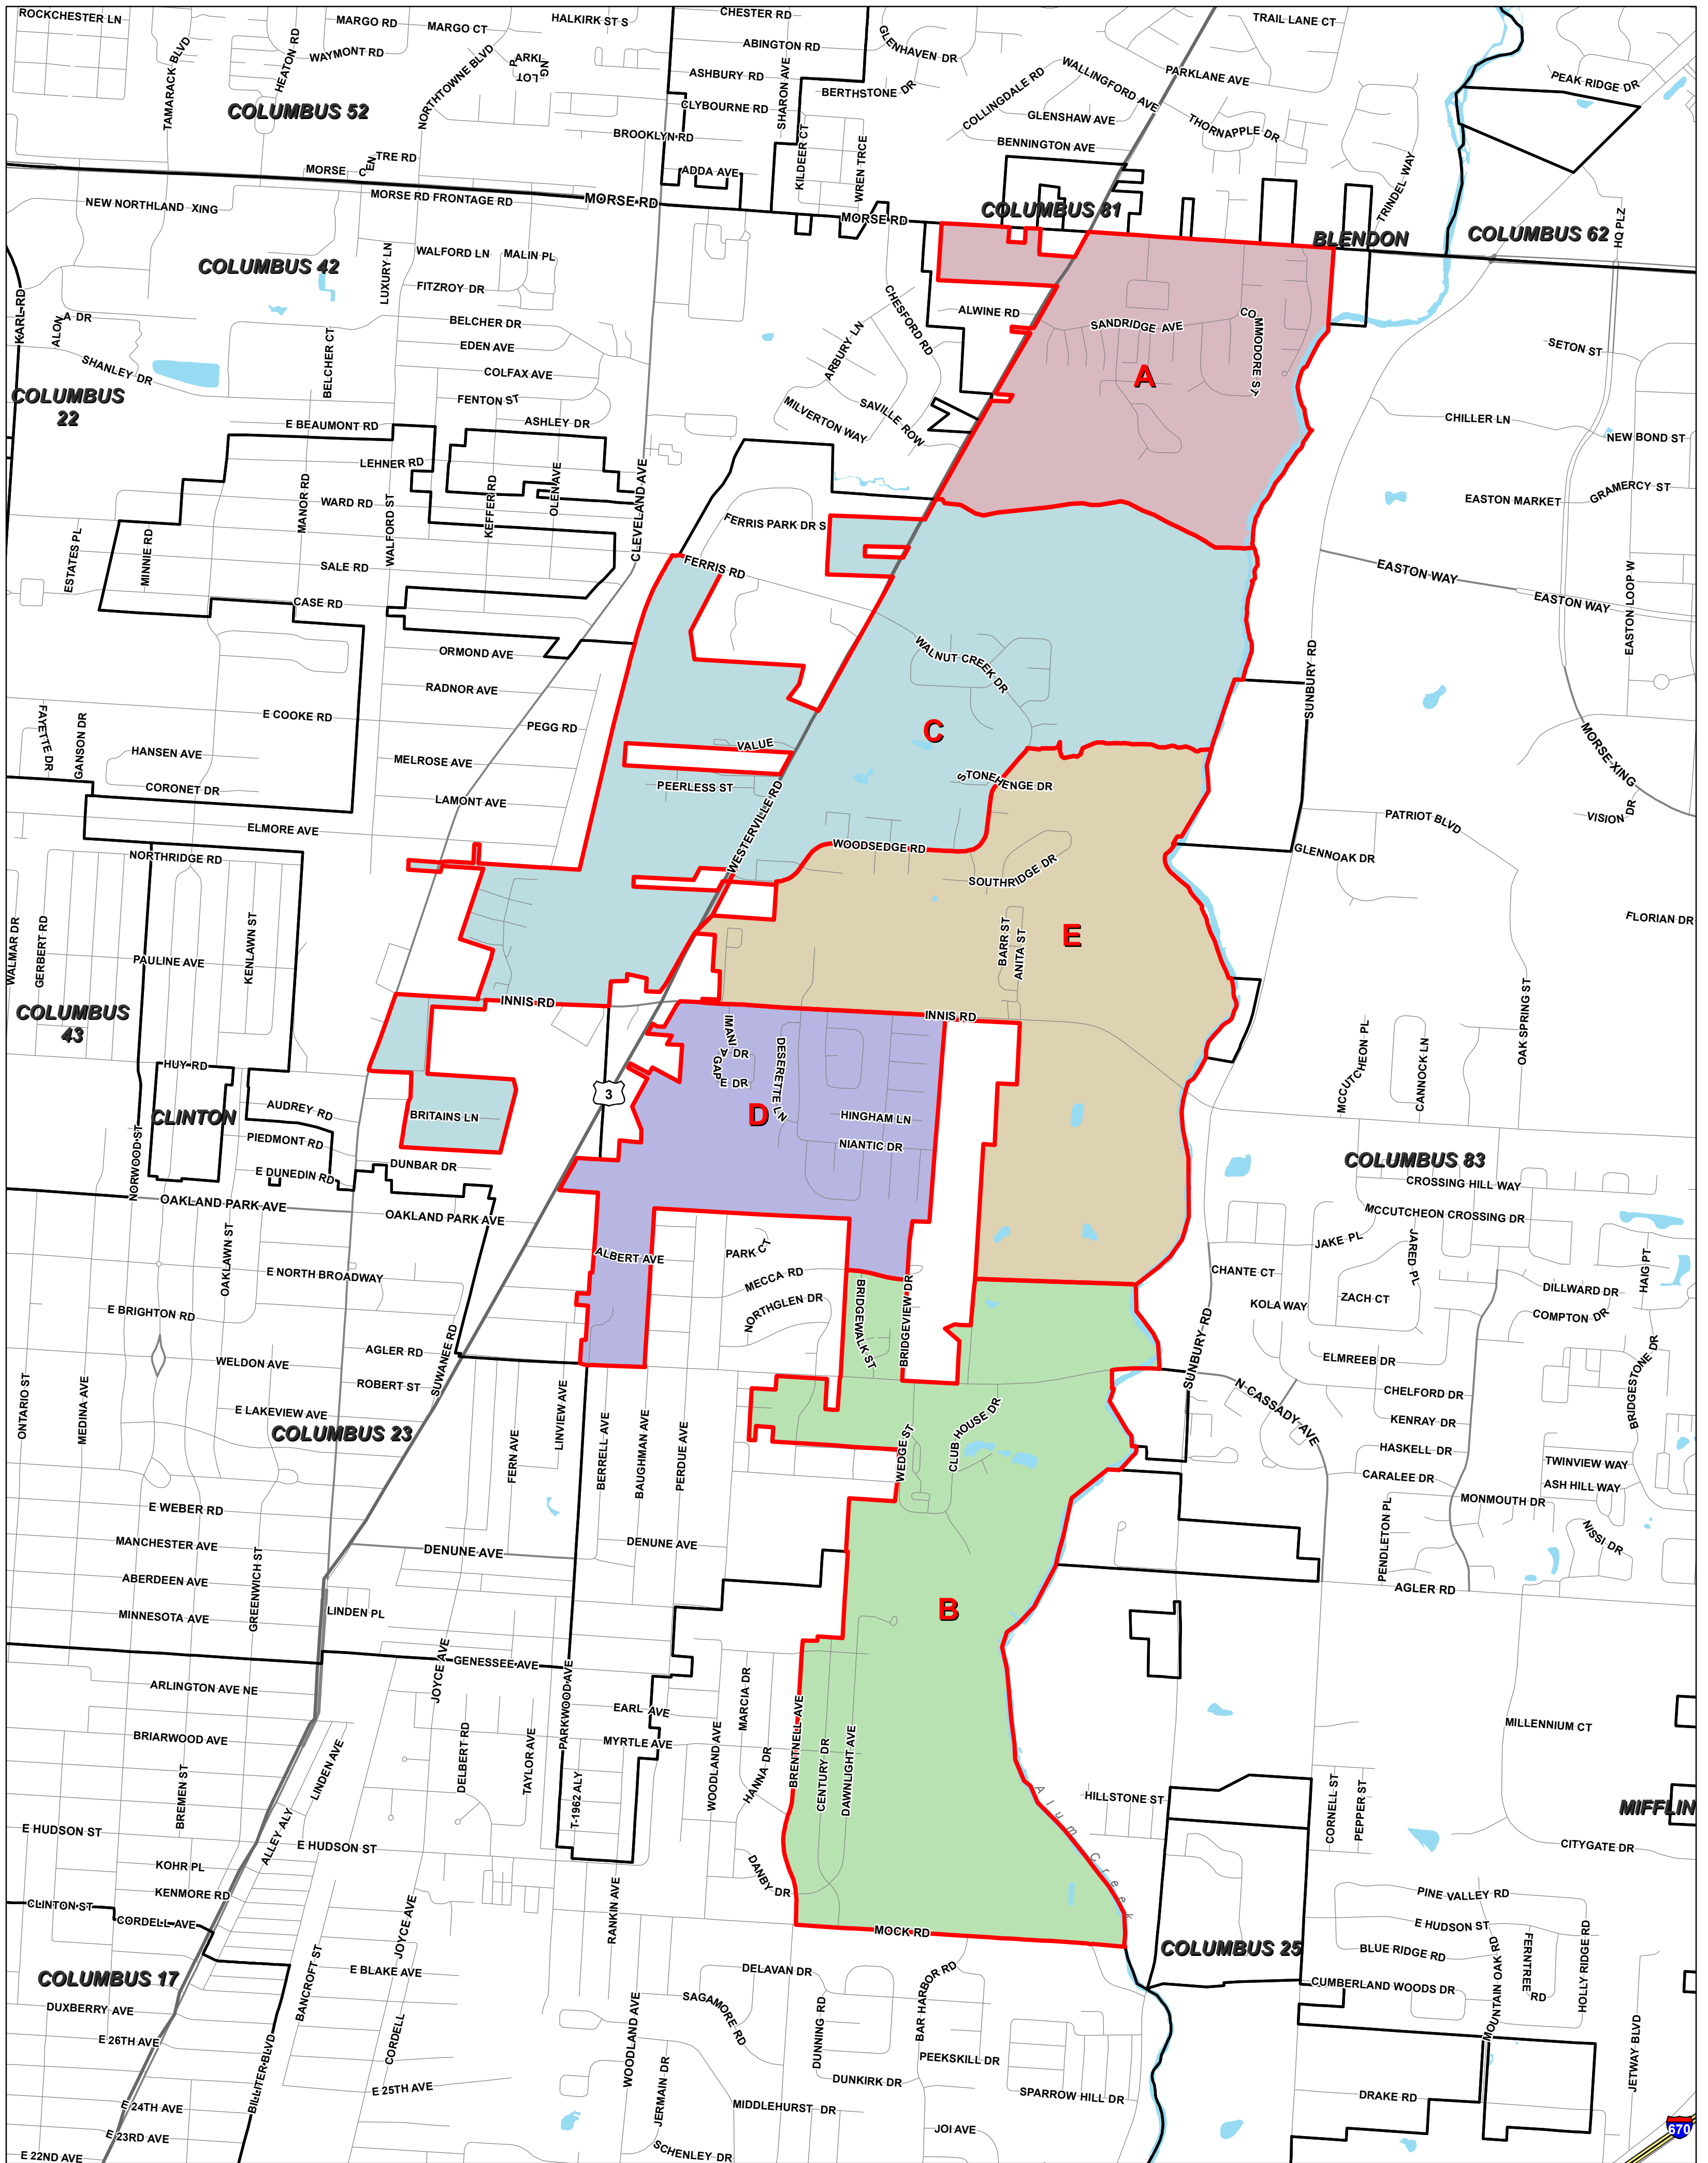 ROCKCHESTER LN
MARGO RD
MARGO CT
HALKIRK ST S
CHESTER RD
TRAIL LANE CT
TAMARACK BLVD
HEATON RD
WAYMONT RD
NORTHTOWNE BLVD
PARKING LOT
ABINGTON RD
GLENHAVEN DR
ASHBURY RD
SHARON AVE
BERTHSTONE DR
COLLINGDALE RD
WALLINGFORD AVE
PARKLANE AVE
PEAK RIDGE DR
COLUMBUS 52
CLYBOURNE RD
GLENSHAW AVE
THORNAPPLE DR
BROOKLYN RD
KILDEER CT
WREN TRCE
BENNINGTON AVE
MORSE CENTRE RD
ADDA AVE
TRINDEL WAY
NEW NORTHLAND XING
MORSE RD FRONTAGE RD
MORSE RD
MORSE RD
COLUMBUS 81
BLENDON
COLUMBUS 62
HQ PLZ
COLUMBUS 42
LUXURY LN
WALFORD LN
MALIN PL
FITZROY DR
KARL RD
ALON
A DR
BELCHER DR
CHESFORD RD
ALWINE RD
SANDRIDGE AVE
COMMODORE ST
SHANLEY DR
BELCHER CT
EDEN AVE
ARBURY LN
SETON ST
COLFAX AVE
A
COLUMBUS
22
FENTON ST
ASHLEY DR
MILVERTON WAY
SAVILLE ROW
CHILLER LN
E BEAUMONT RD
NEW BOND ST
LEHNER RD
CLEVELAND AVE
MANOR RD
WARD RD
WALFORD ST
KEFFER RD
OLEN AVE
EASTON MARKET
GRAMERCY ST
ESTATES PL
MINNIE RD
FERRIS PARK DR S
SALE RD
FERRIS RD
EASTON WAY
EASTON WAY
EASTON LOOP W
CASE RD
ORMOND AVE
WALNUT CREEK DR
SUNBURY RD
RADNOR AVE
FAYETTE DR
GANSON DR
E COOKE RD
PEGG RD
C
HANSEN AVE
MELROSE AVE
VALUE
MORSE XING
CORONET DR
LAMONT AVE
PEERLESS ST
STONEHENGE DR
WESTERVILLE RD
ELMORE AVE
PATRIOT BLVD
VISION DR
NORTHRIDGE RD
WOODSEDGE RD
GLENNOAK DR
SOUTHRIDGE DR
WALMAR DR
GERBERT RD
KENLAWN ST
PAULINE AVE
BARR ST
ANITA ST
E
FLORIAN DR
COLUMBUS
43
INNIS RD
INNIS RD
IMANI
A DR
GAP
E DR
DESERETTE LN
MCCUTCHEON PL
CANNOCK LN
OAK SPRING ST
HUY RD
3
CLINTON
AUDREY RD
BRITAINS LN
D
HINGHAM LN
NORWOOD ST
PIEDMONT RD
NIANTIC DR
COLUMBUS 83
E DUNEDIN RD
DUNBAR DR
CROSSING HILL WAY
OAKLAND PARK AVE
OAKLAND PARK AVE
MCCUTCHEON CROSSING DR
OAKLAWN ST
ALBERT AVE
PARK CT
JAKE PL
JARED PL
HAIG PT
E NORTH BROADWAY
MECCA RD
CHANTE CT
DILLWARD DR
E BRIGHTON RD
NORTHGLEN DR
BRIDGEWALK ST
BRIDGEVIEW DR
KOLA WAY
ZACH CT
COMPTON DR
AGLER RD
SUNBURY RD
WELDON AVE
SUWANEE RD
ELMREEB DR
ROBERT ST
N CASSADY AVE
CHELFORD DR
BRIDGESTONE DR
ONTARIO ST
MEDINA AVE
E LAKEVIEW AVE
FERN AVE
LINVIEW AVE
BERRELL AVE
BAUGHMAN AVE
PERDUE AVE
WEDGE ST
CLUB HOUSE DR
KENRAY DR
COLUMBUS 23
HASKELL DR
TWINVIEW WAY
CARALEE DR
ASH HILL WAY
E WEBER RD
MONMOUTH DR
PENDLETON PL
NISSI DR
MANCHESTER AVE
GREENWICH ST
DENUNE AVE
DENUNE AVE
ABERDEEN AVE
AGLER RD
MINNESOTA AVE
LINDEN PL
B
JOYCE AVE
GENESSEE AVE
PARKWOOD AVE
MARCIA DR
ARLINGTON AVE NE
EARL AVE
BRENTNELL AVE
CENTURY DR
DAWNLIGHT AVE
MILLENNIUM CT
BRIARWOOD AVE
LINDEN AVE
DELBERT RD
TAYLOR AVE
MYRTLE AVE
WOODLAND AVE
HANNA DR
BREMEN ST
T-1962 ALY
Alum Creek
HILLSTONE ST
CORNELL ST
PEPPER ST
MIFFLIN
E HUDSON ST
ALLEY ALY
E HUDSON ST
CITYGATE DR
KOHR PL
DANBY DR
KENMORE RD
RANKIN AVE
PINE VALLEY RD
CLINTON ST
CORDELL AVE
JOYCE AVE
MOCK RD
E HUDSON ST
COLUMBUS 25
BLUE RIDGE RD
MOUNTAIN OAK RD
FERNTREE RD
HOLLY RIDGE RD
COLUMBUS 17
BANCROFT ST
E BLAKE AVE
DELAVAN DR
BAR HARBOR RD
CUMBERLAND WOODS DR
DUXBERRY AVE
SAGAMORE RD
DUNNING RD
E 26TH AVE
CORDELL
WOODLAND AVE
PEEKSKILL DR
JETWAY BLVD
BILLITER BLVD
E 25TH AVE
JERMAIN DR
DUNKIRK DR
SPARROW HILL DR
DRAKE RD
E 24TH AVE
MIDDLEHURST DR
E 23RD AVE
JOI AVE
670
E 22ND AVE
SCHENLEY DR